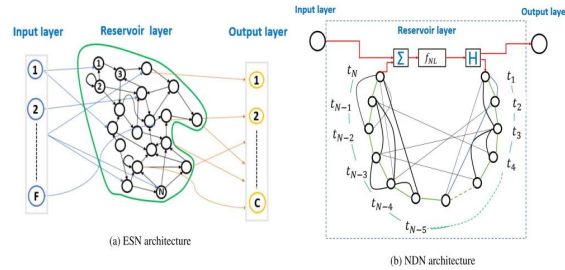 Input layer
Reservoir layer
Output layer
1
2
F
1
2
3
N
1
2
C
(a) ESN architecture
Input layer
Reservoir layer
Output layer
Σ
f_NL
H
t_N
t_{N-1}
t_{N-2}
t_{N-3}
t_{N-4}
t_{N-5}
t_1
t_2
t_3
t_4
(b) NDN architecture